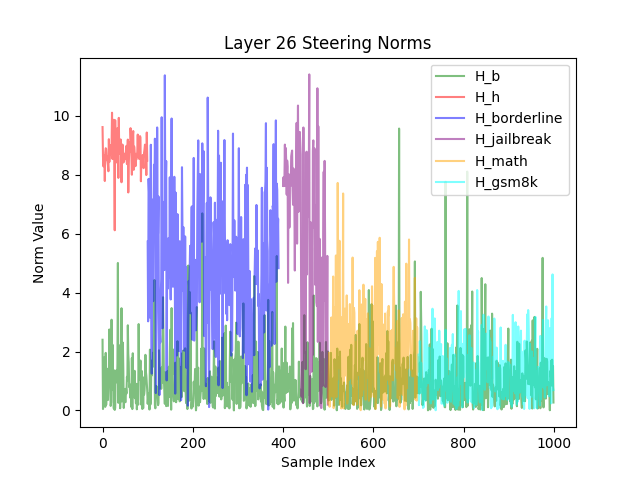 Layer 26 Steering Norms
H_b
H_h
H_borderline
H_jailbreak
H_math
H_gsm8k
Norm Value
10
8
6
4
2
0
0 200 400 600 800 1000
Sample Index